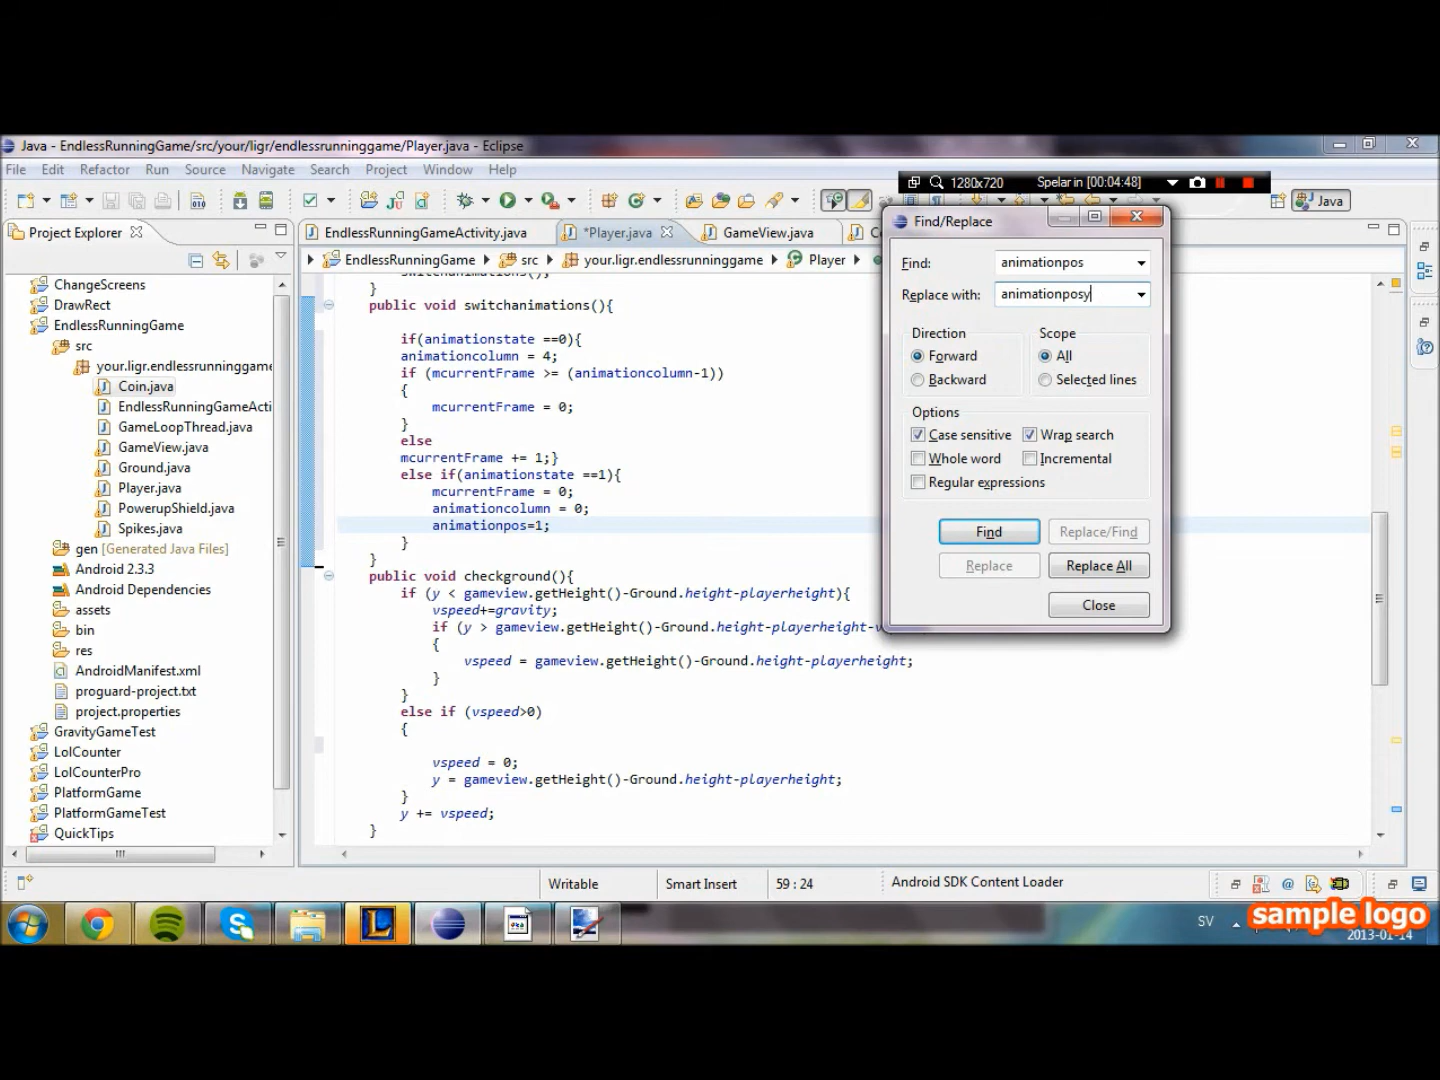 Java - EndlessRunningGame/src/your/ligr/endlessrunninggame/Player.java - Eclipse
File Edit Refactor Run Source Navigate Search Project Window Help
1280x720 Spelar in [00:04:48]
Java
Project Explorer
EndlessRunningGameActivity.java
*Player.java
GameView.java
EndlessRunningGame
src
your.ligr.endlessrunninggame
Player
ChangeScreens
DrawRect
EndlessRunningGame
src
your.ligr.endlessrunninggame
Coin.java
EndlessRunningGameActi
GameLoopThread.java
GameView.java
Ground.java
Player.java
PowerupShield.java
Spikes.java
gen [Generated Java Files]
Android 2.3.3
Android Dependencies
assets
bin
res
AndroidManifest.xml
proguard-project.txt
project.properties
GravityGameTest
LolCounter
LolCounterPro
PlatformGame
PlatformGameTest
QuickTips
switchanimations();
}
public void switchanimations(){
if(animationstate ==0){
animationcolumn = 4;
if (mcurrentFrame >= (animationcolumn-1))
{
mcurrentFrame = 0;
}
else
mcurrentFrame += 1;}
else if(animationstate ==1){
mcurrentFrame = 0;
animationcolumn = 0;
animationpos=1;
}
}
public void checkground(){
if (y < gameview.getHeight()-Ground.height-playerheight){
vspeed+=gravity;
if (y > gameview.getHeight()-Ground.height-playerheight-v
{
vspeed = gameview.getHeight()-Ground.height-playerheight;
}
}
else if (vspeed>0)
{
vspeed = 0;
y = gameview.getHeight()-Ground.height-playerheight;
}
y += vspeed;
}
Find/Replace
Find: animationpos
Replace with: animationposy
Direction
Forward
Backward
Scope
All
Selected lines
Options
Case sensitive
Wrap search
Whole word
Incremental
Regular expressions
Find
Replace/Find
Replace
Replace All
Close
Writable
Smart Insert
59 : 24
Android SDK Content Loader
SV
sample logo
2013-01-14